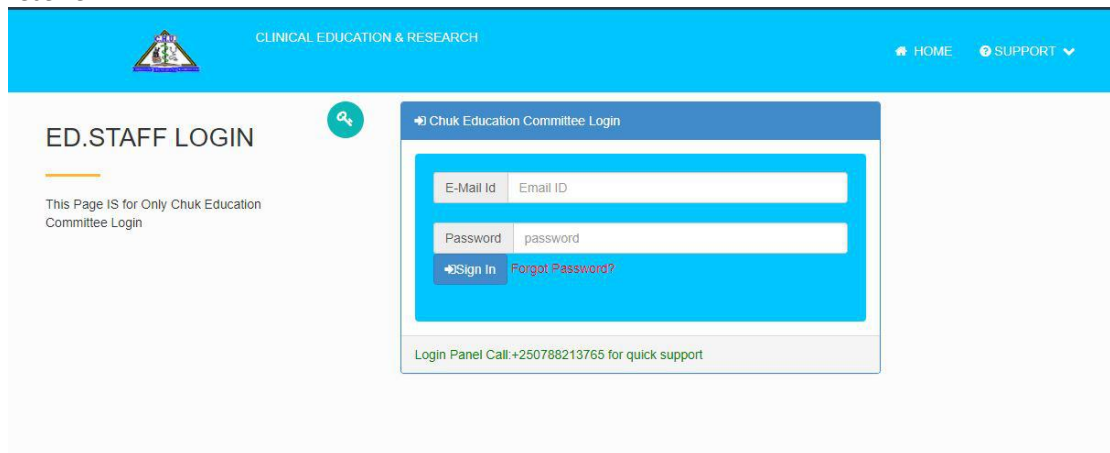 CLINICAL EDUCATION & RESEARCH
HOME
SUPPORT
ED.STAFF LOGIN
This Page IS for Only Chuk Education
Committee Login
Chuk Education Committee Login
E-Mail Id
Email ID
Password
password
Sign In
Forgot Password?
Login Panel Call:+250788213765 for quick support